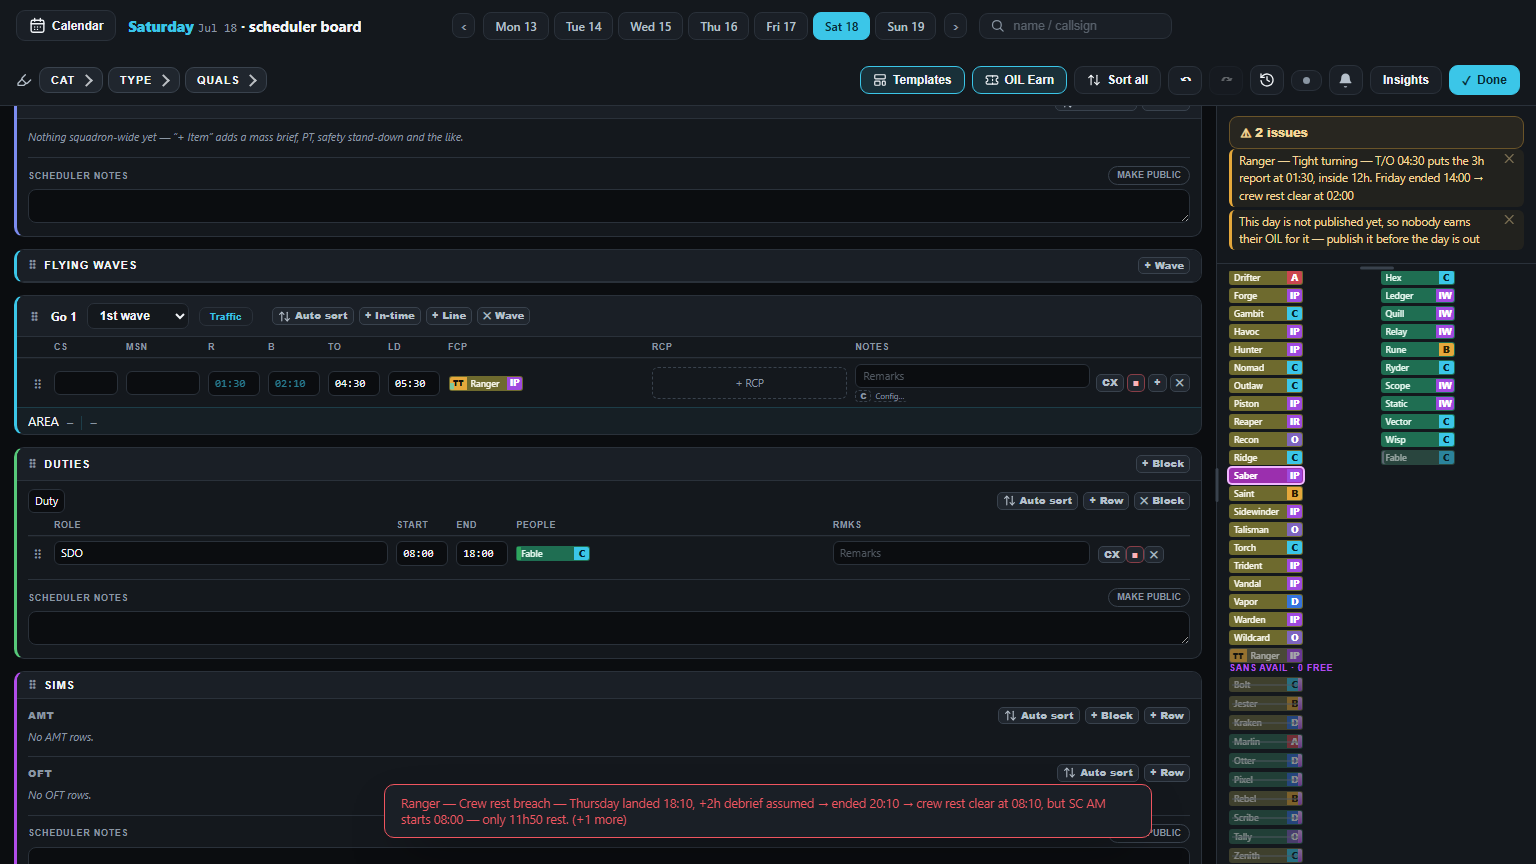 Calendar
Saturday Jul 18 · scheduler board
‹
Mon 13
Tue 14
Wed 15
Thu 16
Fri 17
Sat 18
Sun 19
›
name / callsign
CAT
TYPE
QUALS
Templates
OIL Earn
Sort all
Insights
✓ Done
Nothing squadron-wide yet — "+ Item" adds a mass brief, PT, safety stand-down and the like.
SCHEDULER NOTES
MAKE PUBLIC
FLYING WAVES
+ Wave
Go 1
1st wave
Traffic
Auto sort
+ In-time
+ Line
✕ Wave
CS MSN R B TO LD FCP RCP NOTES
01:30
02:10
04:30
05:30
TT Ranger IP
+ RCP
Remarks
CX
+
✕
C Config...
AREA – –
DUTIES
+ Block
Duty
Auto sort
+ Row
✕ Block
ROLE START END PEOPLE RMKS
SDO
08:00
18:00
Fable C
Remarks
CX
✕
SCHEDULER NOTES
MAKE PUBLIC
SIMS
AMT
Auto sort
+ Block
+ Row
No AMT rows.
OFT
Auto sort
+ Row
No OFT rows.
SCHEDULER NOTES
PUBLIC
Ranger — Crew rest breach — Thursday landed 18:10, +2h debrief assumed → ended 20:10 → crew rest clear at 08:10, but SC AM
starts 08:00 — only 11h50 rest. (+1 more)
⚠ 2 issues
Ranger — Tight turning — T/O 04:30 puts the 3h
report at 01:30, inside 12h. Friday ended 14:00 →
crew rest clear at 02:00
This day is not published yet, so nobody earns
their OIL for it — publish it before the day is out
Drifter A
Forge IP
Gambit C
Havoc IP
Hunter IP
Nomad C
Outlaw C
Piston IP
Reaper IR
Recon O
Ridge C
Saber IP
Saint B
Sidewinder IP
Talisman O
Torch C
Trident IP
Vandal IP
Vapor D
Warden IP
Wildcard O
TT Ranger IP
Hex C
Ledger IW
Quill IW
Relay IW
Rune B
Ryder C
Scope IW
Static IW
Vector C
Wisp C
Fable C
SANS AVAIL · 0 FREE
Bolt C
Jester B
Kraken D
Martin A
Otter D
Pixel D
Rebel B
Scribe D
Tally O
Zenith C